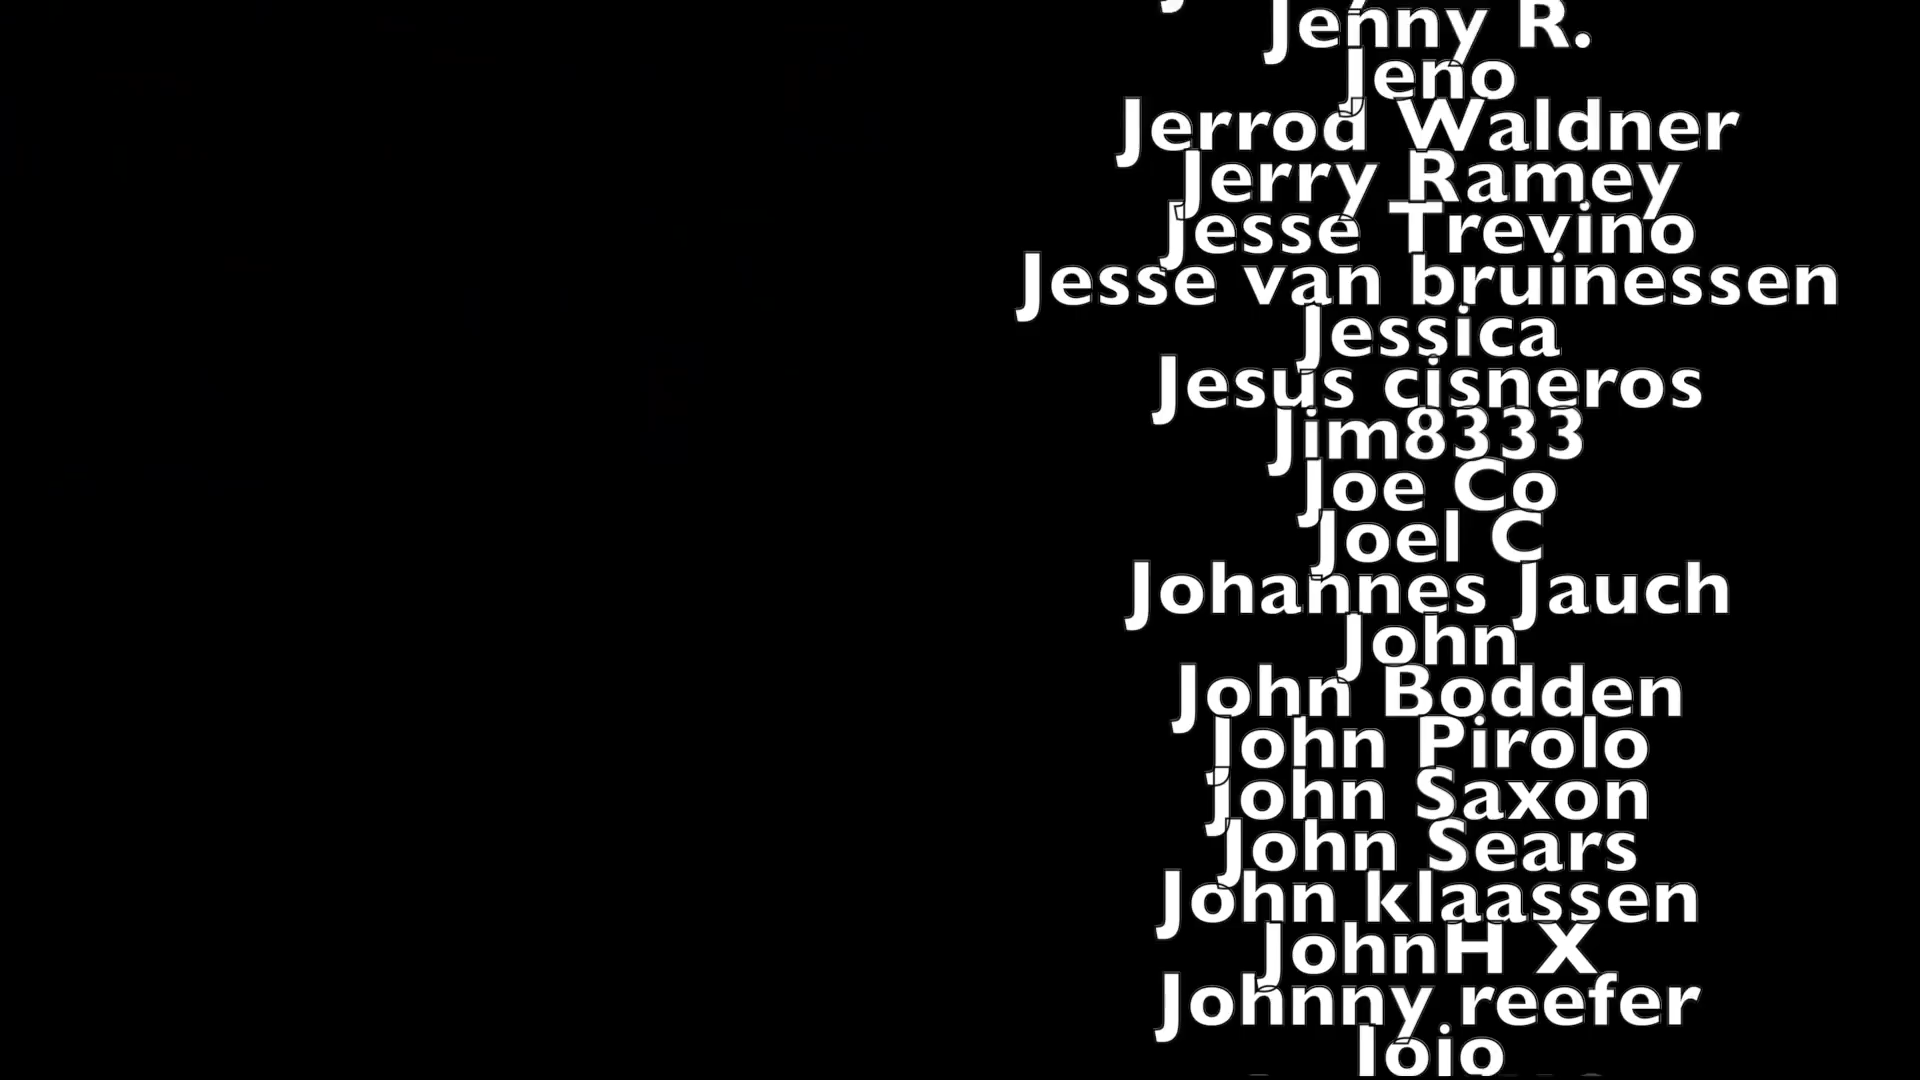 Jenny R.
Jeno
Jerrod Waldner
Jerry Ramey
Jesse Trevino
Jesse van bruinessen
Jessica
Jesus cisneros
Jim8333
Joe Co
Joel C
Johannes Jauch
John
John Bodden
John Pirolo
John Saxon
John Sears
John klaassen
JohnH X
Johnny reefer
Jojo